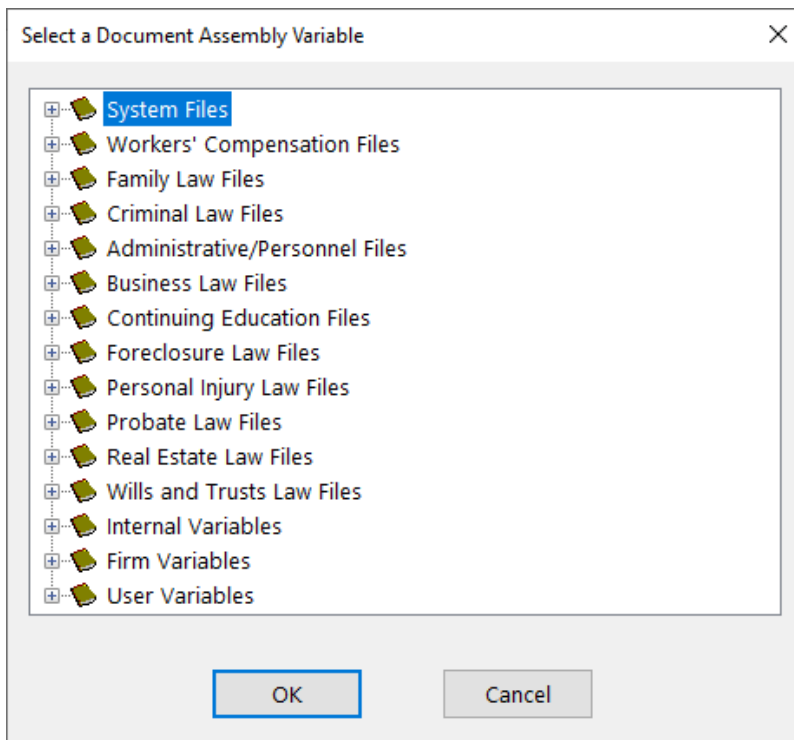 Select a Document Assembly Variable
System Files
Workers' Compensation Files
Family Law Files
Criminal Law Files
Administrative/Personnel Files
Business Law Files
Continuing Education Files
Foreclosure Law Files
Personal Injury Law Files
Probate Law Files
Real Estate Law Files
Wills and Trusts Law Files
Internal Variables
Firm Variables
User Variables
OK Cancel